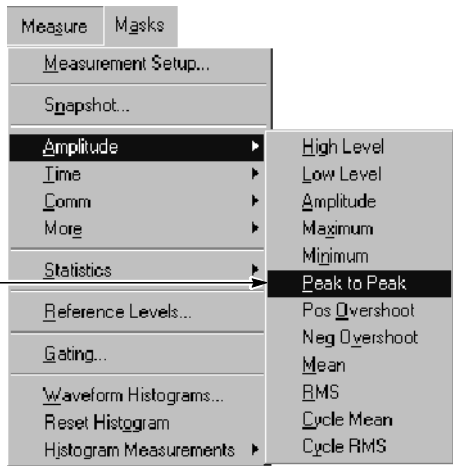 Measure Masks
Measurement Setup...
Snapshot...
Amplitude
Time
Comm
More
Statistics
Reference Levels...
Gating...
Waveform Histograms...
Reset Histogram
Histogram Measurements
High Level
Low Level
Amplitude
Maximum
Minimum
Peak to Peak
Pos Overshoot
Neg Overshoot
Mean
RMS
Cycle Mean
Cycle RMS